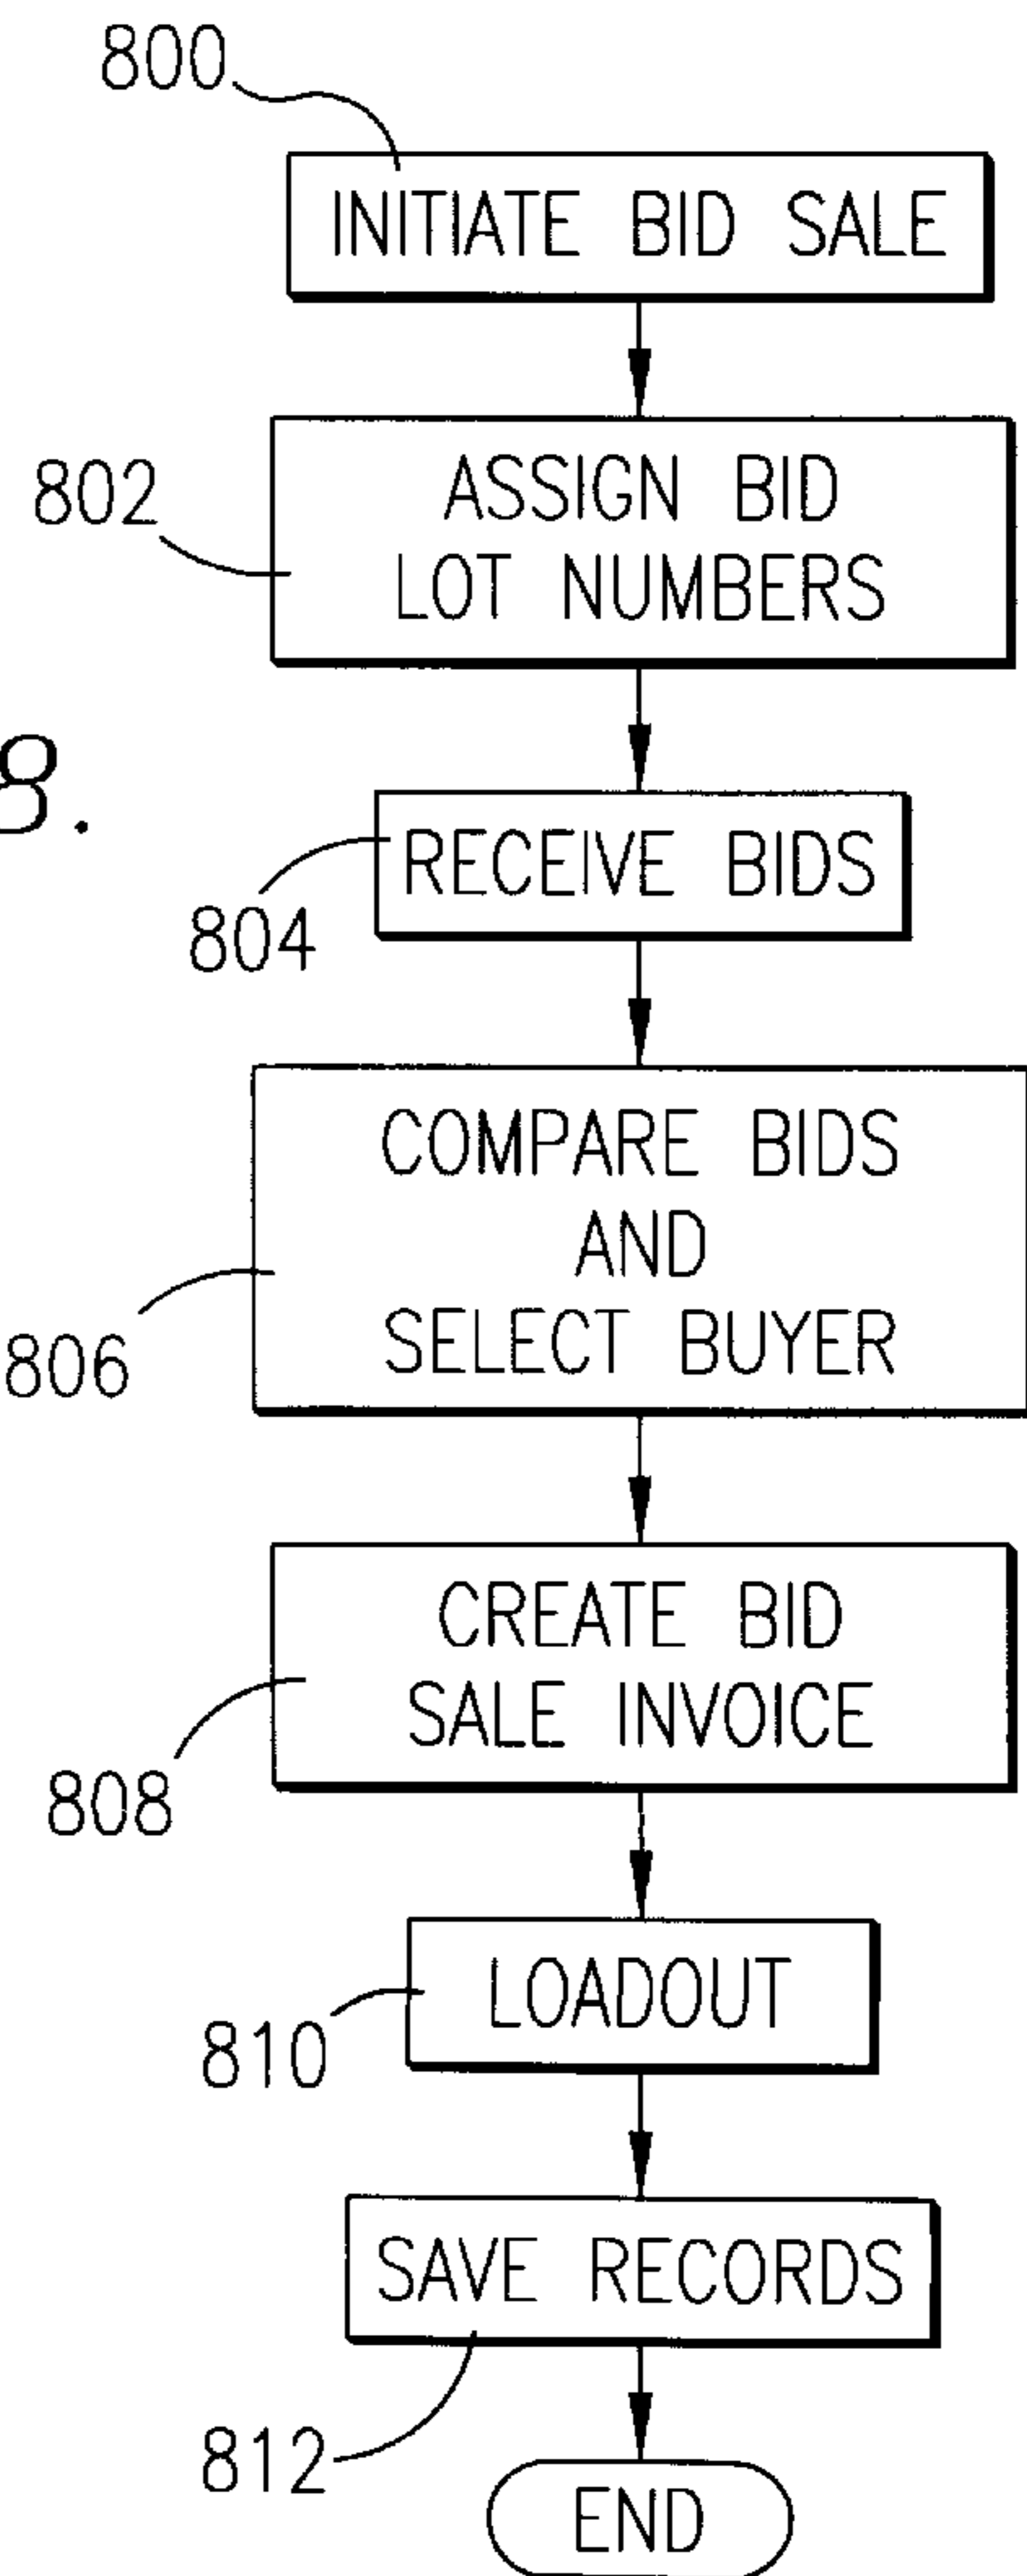 800
INITIATE BID SALE
802
ASSIGN BID
LOT NUMBERS
8.
RECEIVE BIDS
804
COMPARE BIDS
AND
SELECT BUYER
806
CREATE BID
SALE INVOICE
808
LOADOUT
810
SAVE RECORDS
812
END